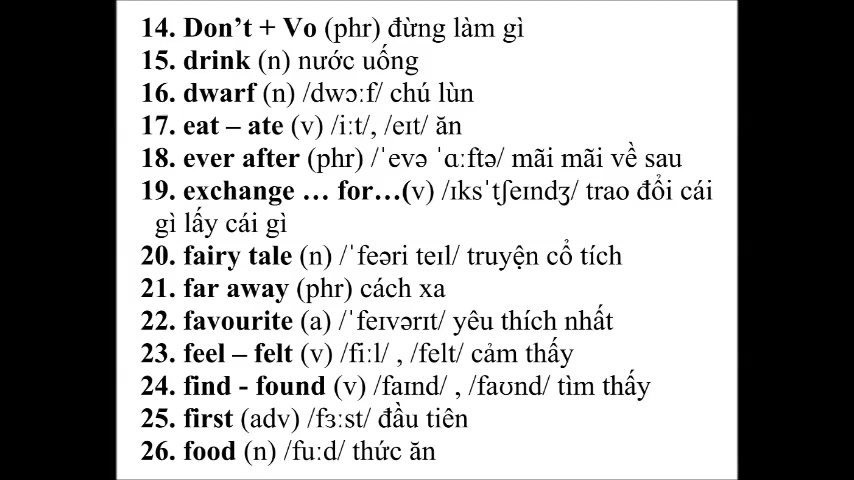 14. Don’t + Vo (phr) đừng làm gì
15. drink (n) nước uống
16. dwarf (n) /dwɔːf/ chú lùn
17. eat – ate (v) /iːt/, /eɪt/ ăn
18. ever after (phr) /ˈevə ˈɑːftə/ mãi mãi về sau
19. exchange … for…(v) /ɪksˈtʃeɪndʒ/ trao đổi cái
gì lấy cái gì
20. fairy tale (n) /ˈfeəri teɪl/ truyện cổ tích
21. far away (phr) cách xa
22. favourite (a) /ˈfeɪvərɪt/ yêu thích nhất
23. feel – felt (v) /fiːl/ , /felt/ cảm thấy
24. find - found (v) /faɪnd/ , /faʊnd/ tìm thấy
25. first (adv) /fɜːst/ đầu tiên
26. food (n) /fuːd/ thức ăn